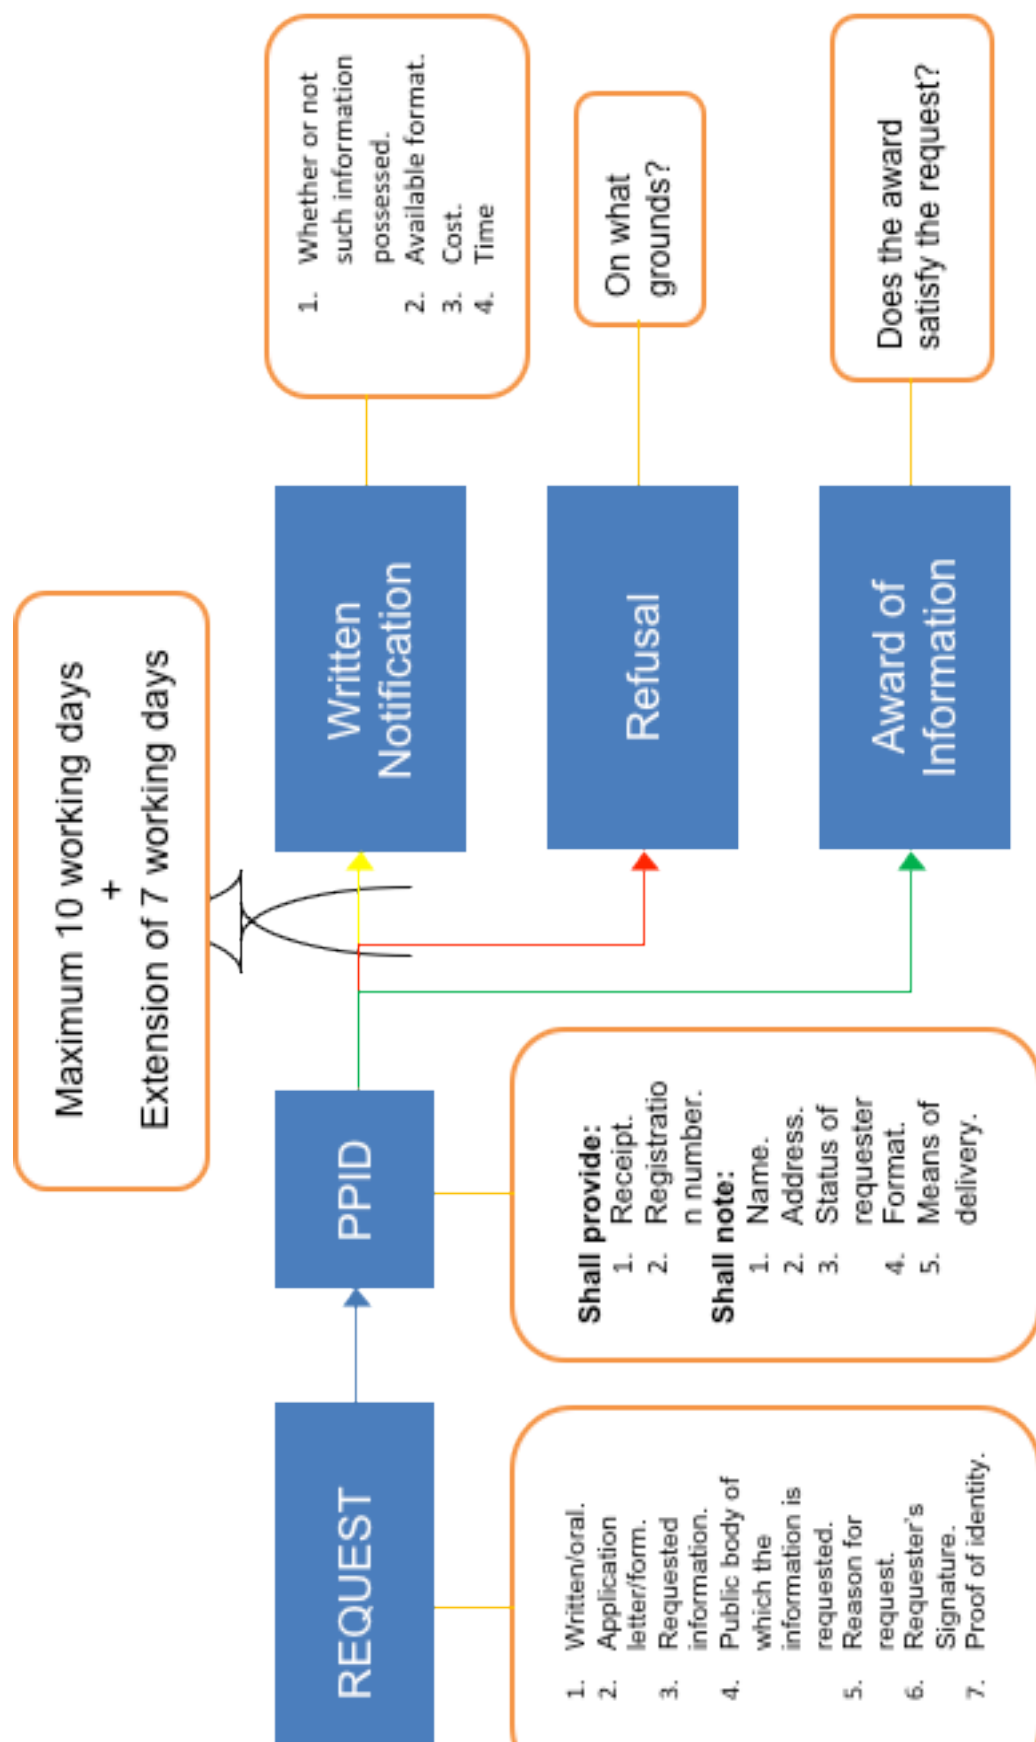 Maximum 10 working days
+
Extension of 7 working days
REQUEST
PPID
Written
Notification
1. Whether or not
such information
possessed.
2. Available format.
3. Cost.
4. Time
Refusal
On what
grounds?
Award of
Information
Does the award
satisfy the request?
1. Written/oral.
2. Application
letter/form.
3. Requested
information.
4. Public body of
which the
information is
requested.
5. Reason for
request.
6. Requester's
Signature.
7. Proof of identity.
Shall provide:
1. Receipt.
2. Registratio
n number.
Shall note:
1. Name.
2. Address.
3. Status of
requester
4. Format.
5. Means of
delivery.